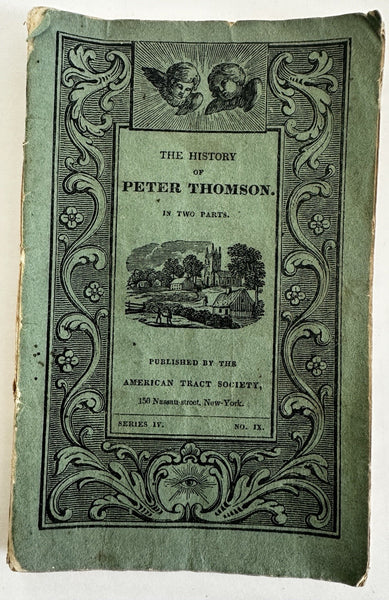 THE HISTORY
OF
PETER THOMSON.
IN TWO PARTS.
PUBLISHED BY THE
AMERICAN TRACT SOCIETY,
150 Nassau-street, New-York.
SERIES IV. NO. IX.